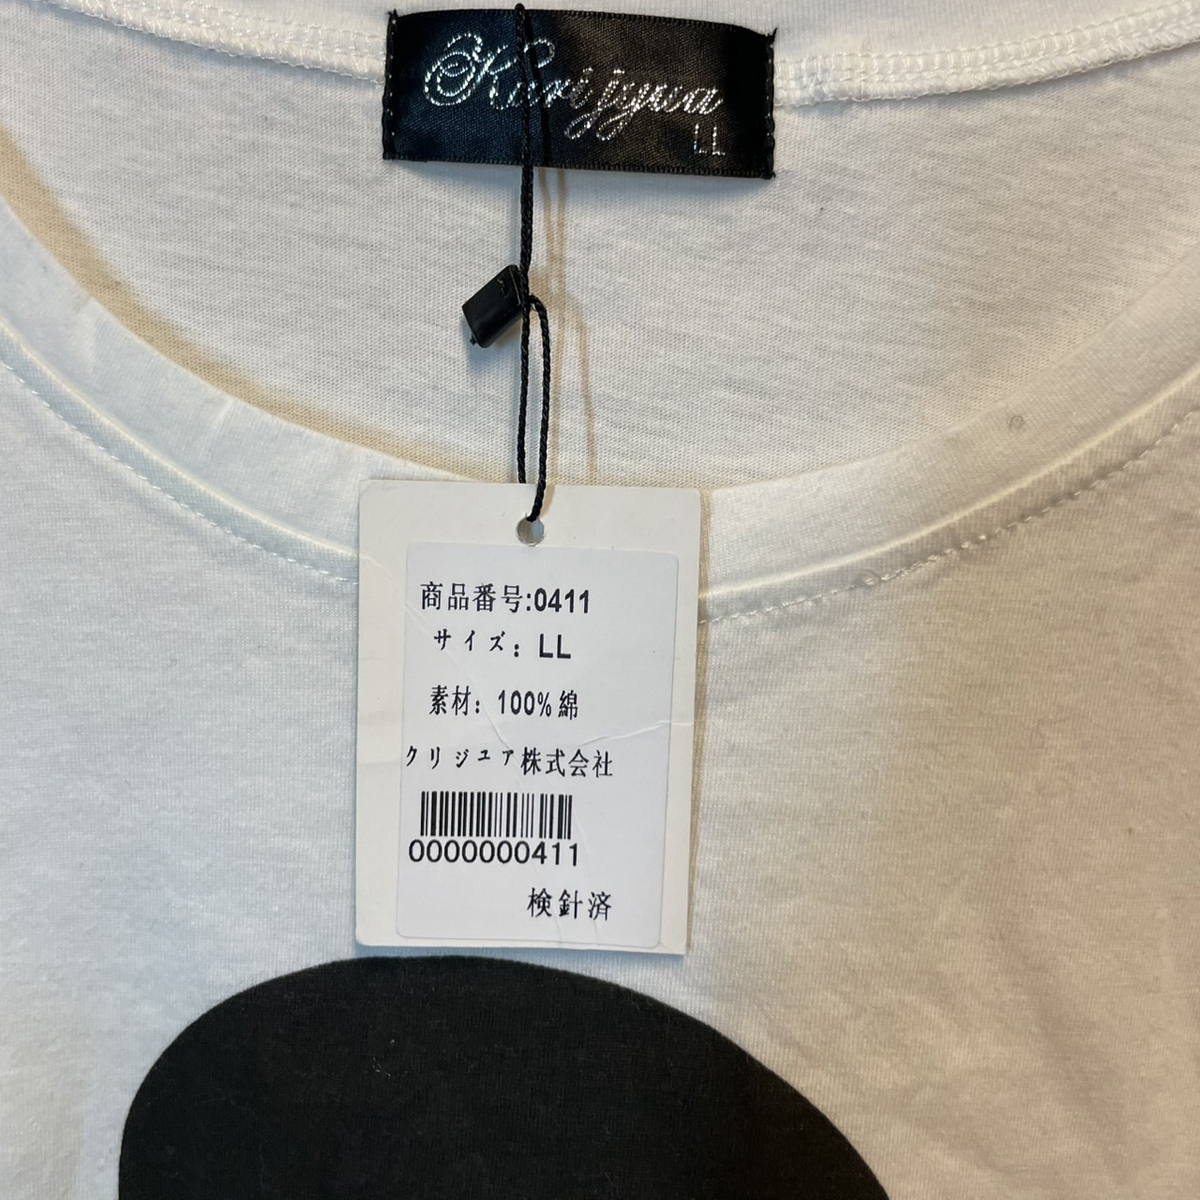 LL
商品番号:0411
サイズ: LL
素材: 100%綿
クリジュア株式会社
0000000411
検針済